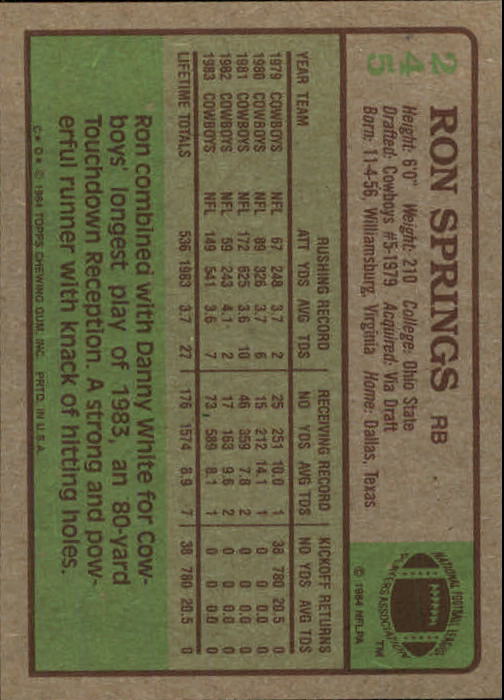 245
RON SPRINGS RB
Height: 6'0" Weight: 210 College: Ohio State
Drafted: Cowboys #5-1979 Acquired: Via Draft
Born: 11-4-56, Williamsburg, Virginia Home: Dallas, Texas
NATIONAL FOOTBALL LEAGUE
PLAYERS ASSOCIATION
TM
© 1984 NFLPA
RUSHING RECORD RECEIVING RECORD KICKOFF RETURNS
YEAR TEAM ATT YDS AVG TDS NO YDS AVG TDS NO YDS AVG TDS
1979 COWBOYS NFL 67 248 3.7 2 25 251 10.0 1 38 780 20.5 0
1980 COWBOYS NFL 89 326 3.7 6 15 212 14.1 1 0 0 0.0 0
1981 COWBOYS NFL 172 625 3.6 10 46 359 7.8 2 0 0 0.0 0
1982 COWBOYS NFL 59 243 4.1 2 17 163 9.6 2 0 0 0.0 0
1983 COWBOYS NFL 149 541 3.6 7 73 589 8.1 1 0 0 0.0 0
LIFETIME TOTALS 536 1983 3.7 27 176 1574 8.9 7 38 780 20.5 0
Ron combined with Danny White for Cow-
boys' longest play of 1983, an 80-yard
Touchdown Reception. A strong and pow-
erful runner with knack of hitting holes.
© 1984 TOPPS CHEWING GUM, INC. PRTD. IN U.S.A.